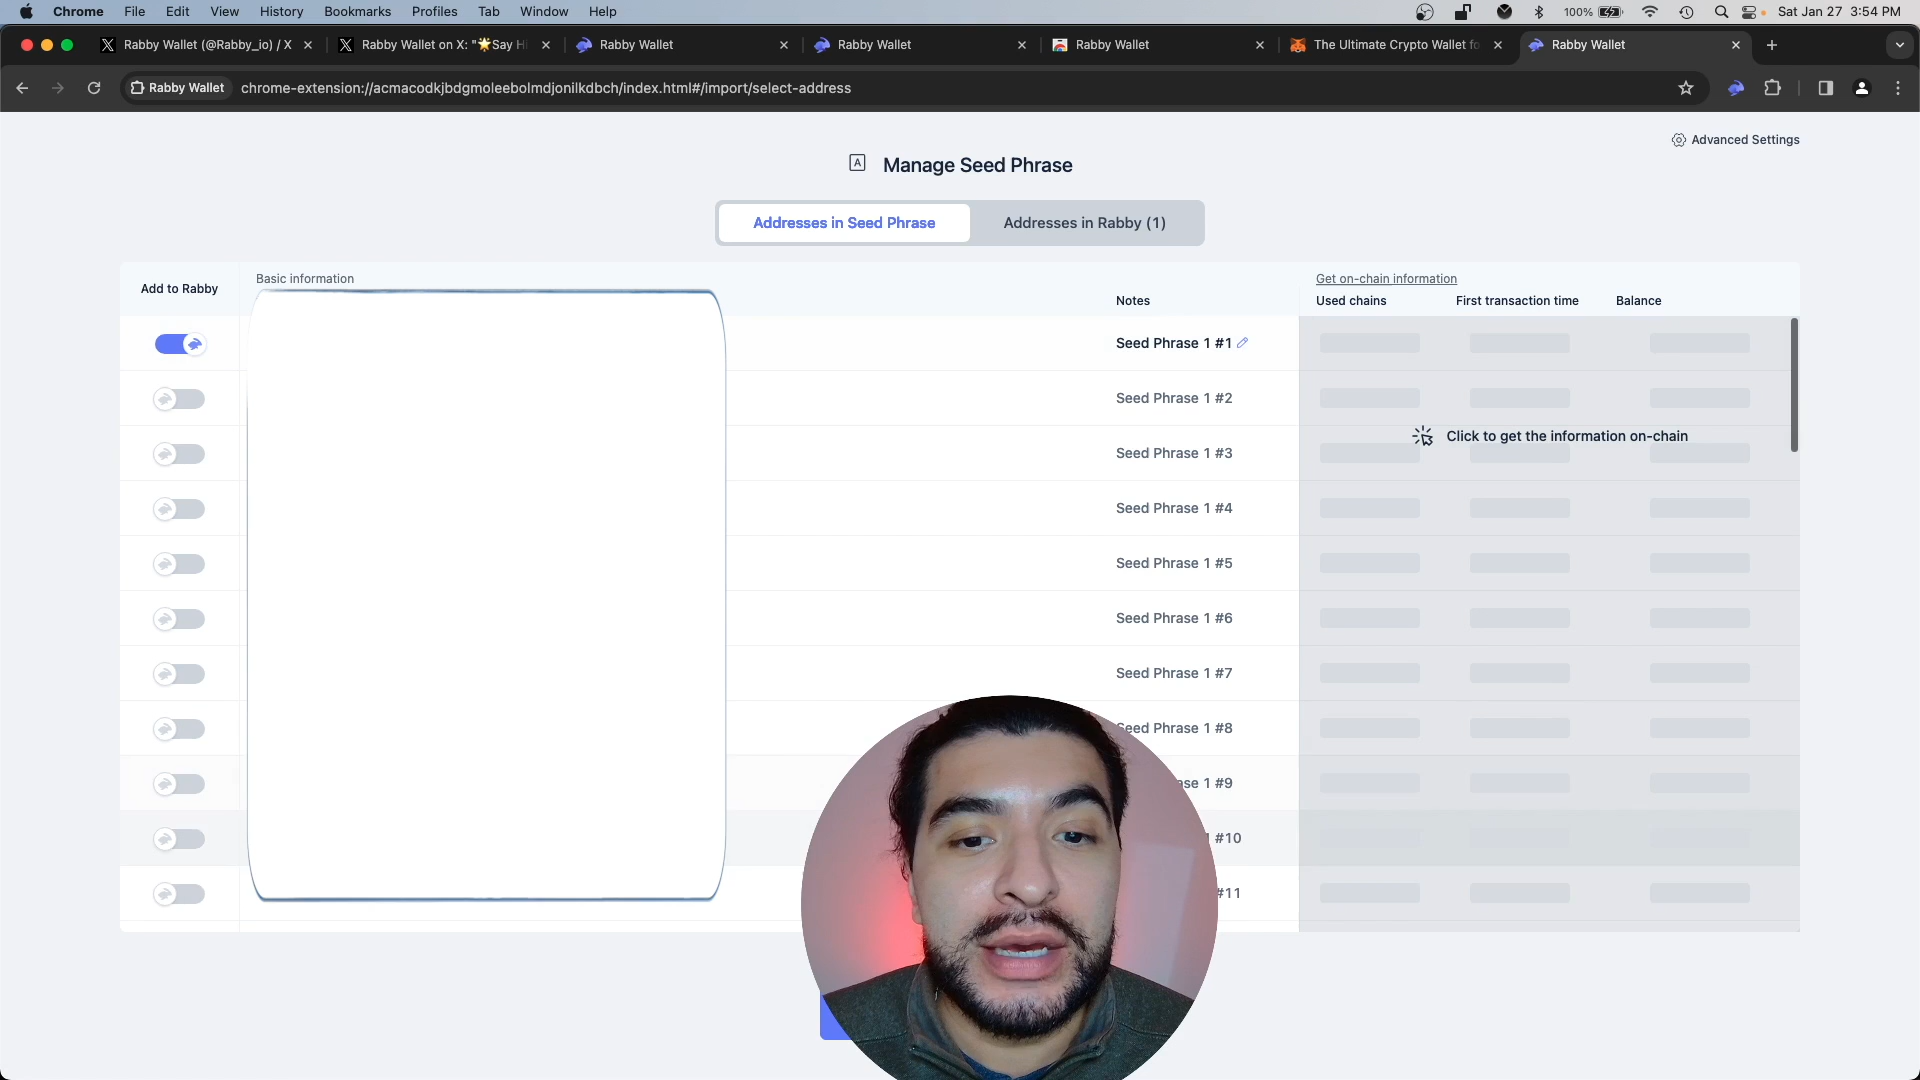 Chrome File Edit View History Bookmarks Profiles Tab Window Help 100% Sat Jan 27 3:54 PM
Rabby Wallet (@Rabby_io) / X Rabby Wallet on X: "🌟Say Hi Rabby Wallet Rabby Wallet Rabby Wallet The Ultimate Crypto Wallet fo Rabby Wallet
Rabby Wallet chrome-extension://acmacodkjbdgmoleebolmdjonilkdbch/index.html#/import/select-address
Advanced Settings
Manage Seed Phrase
Addresses in Seed Phrase Addresses in Rabby (1)
Add to Rabby
Basic information
Notes
Get on-chain information
Used chains First transaction time Balance
Seed Phrase 1 #1
Seed Phrase 1 #2
Click to get the information on-chain
Seed Phrase 1 #3
Seed Phrase 1 #4
Seed Phrase 1 #5
Seed Phrase 1 #6
Seed Phrase 1 #7
Seed Phrase 1 #8
1 #9
#10
#11